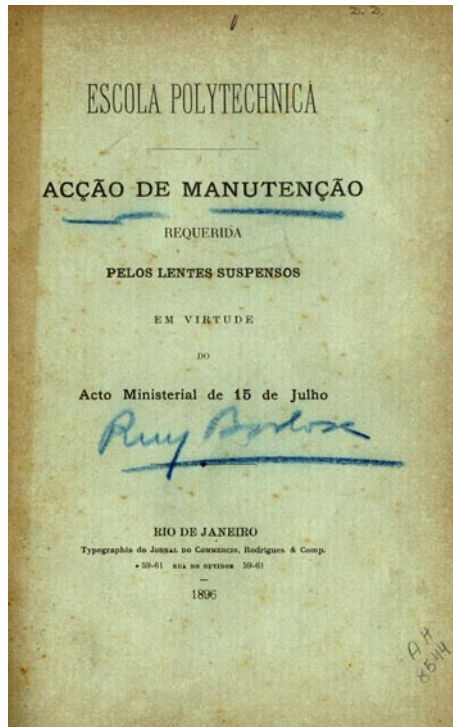 D. D.
ESCOLA POLYTECHNICA
ACÇÃO DE MANUTENÇÃO
REQUERIDA
PELOS LENTES SUSPENSOS
EM VIRTUDE
DO
Acto Ministerial de 15 de Julho
Ruy Barbosa
RIO DE JANEIRO
Typographia do JORNAL DO COMMERCIO, Rodrigues & Comp.
59-61 RUA DO OUVIDOR 59-61
1896
AH
8544